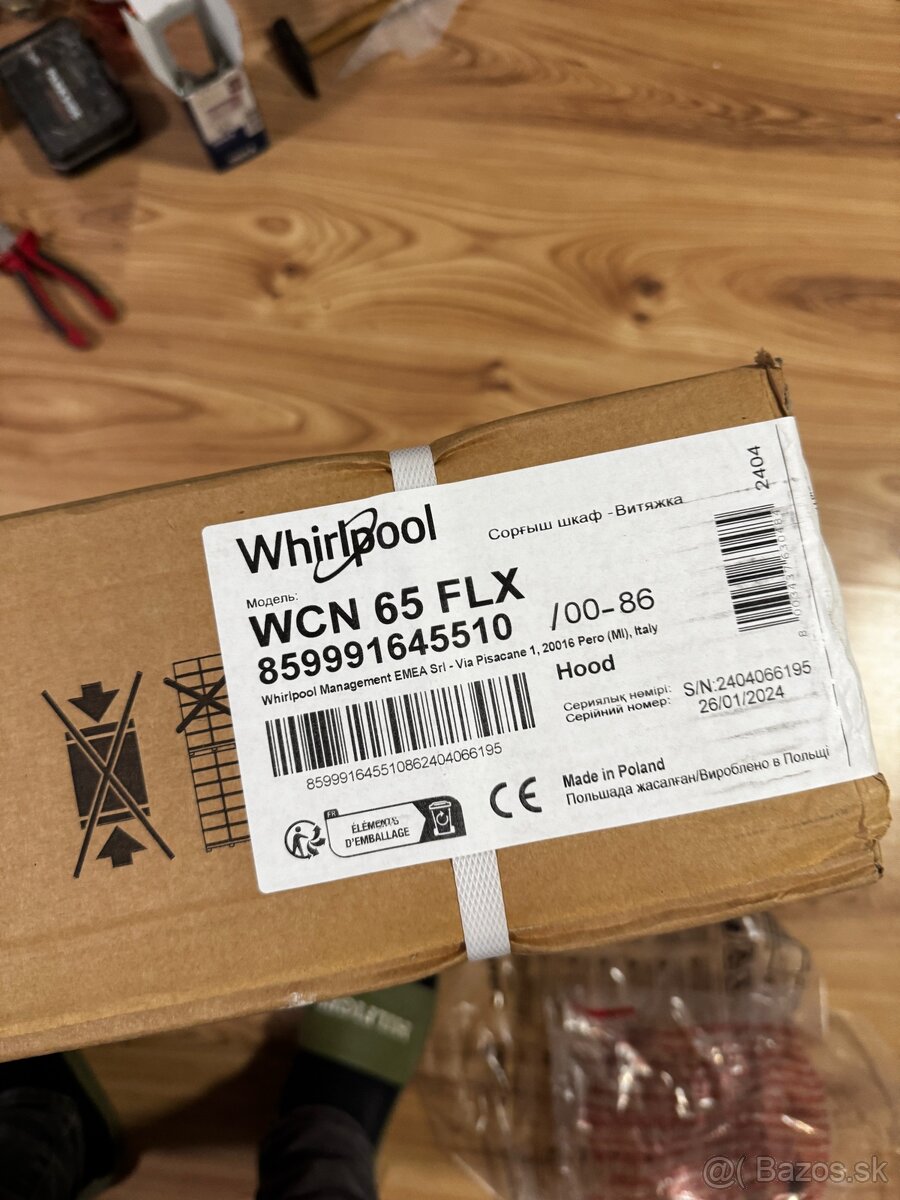 Whirlpool
Сорғыш шкаф - Витяжка
2404
Модель:
WCN 65 FLX /00-86
859991645510
Whirlpool Management EMEA Srl - Via Pisacane 1, 20016 Pero (MI), Italy
Hood
Сериялық нөмірі:
Серійний номер:
S/N:2404066195
26/01/2024
859991645510862404066195
Made in Poland
Польшада жасалған/Вироблено в Польщі
CE
FR
ÉLÉMENTS
D'EMBALLAGE
@( Bazos.sk